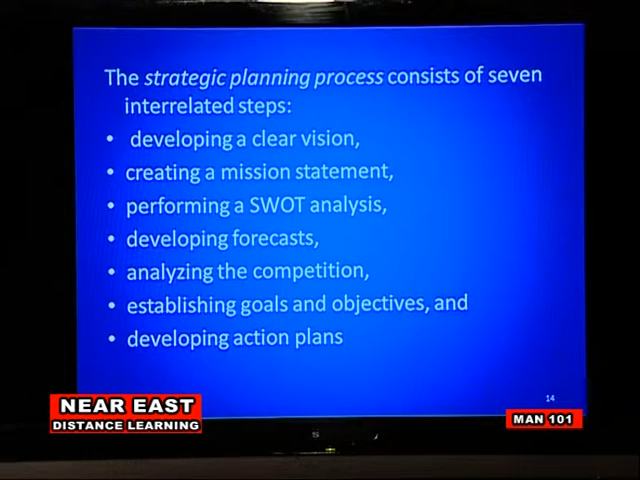 The strategic planning process consists of seven
interrelated steps:
• developing a clear vision,
• creating a mission statement,
• performing a SWOT analysis,
• developing forecasts,
• analyzing the competition,
• establishing goals and objectives, and
• developing action plans
14
NEAR EAST
DISTANCE LEARNING
MAN 101